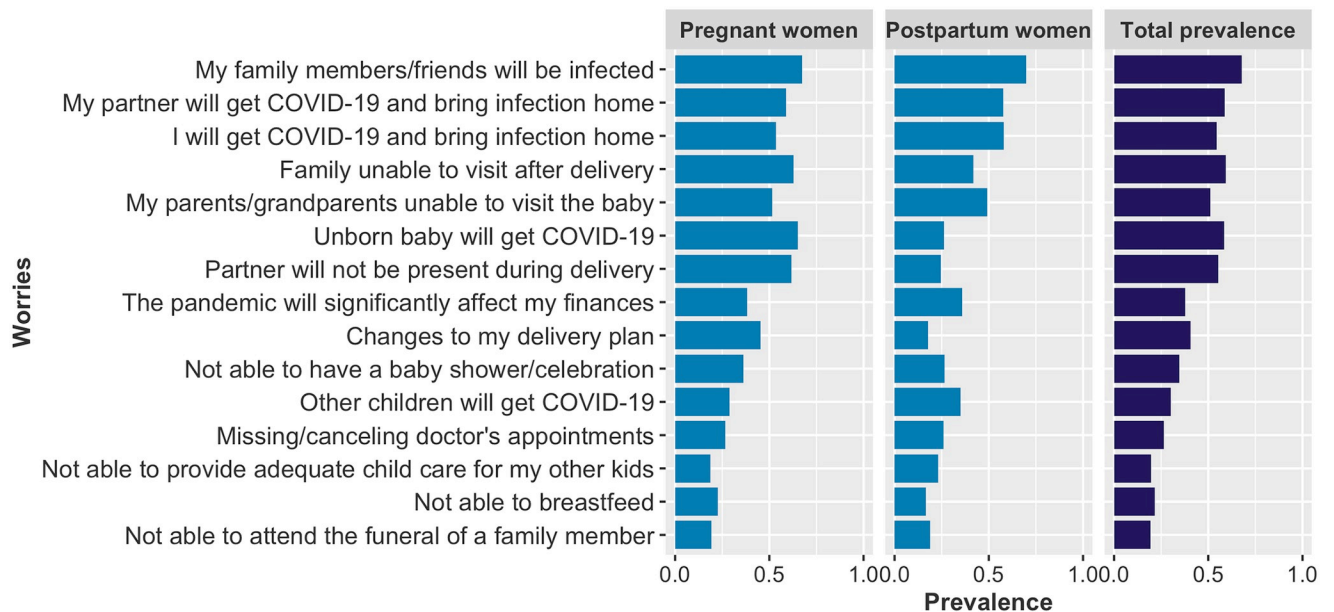 Pregnant women
Postpartum women
Total prevalence
My family members/friends will be infected
My partner will get COVID-19 and bring infection home
I will get COVID-19 and bring infection home
Family unable to visit after delivery
My parents/grandparents unable to visit the baby
Unborn baby will get COVID-19
Partner will not be present during delivery
The pandemic will significantly affect my finances
Changes to my delivery plan
Not able to have a baby shower/celebration
Other children will get COVID-19
Missing/canceling doctor's appointments
Not able to provide adequate child care for my other kids
Not able to breastfeed
Not able to attend the funeral of a family member
Worries
0.0 0.5 1.0 0.0 0.5 1.0 0.0 0.5 1.0
Prevalence